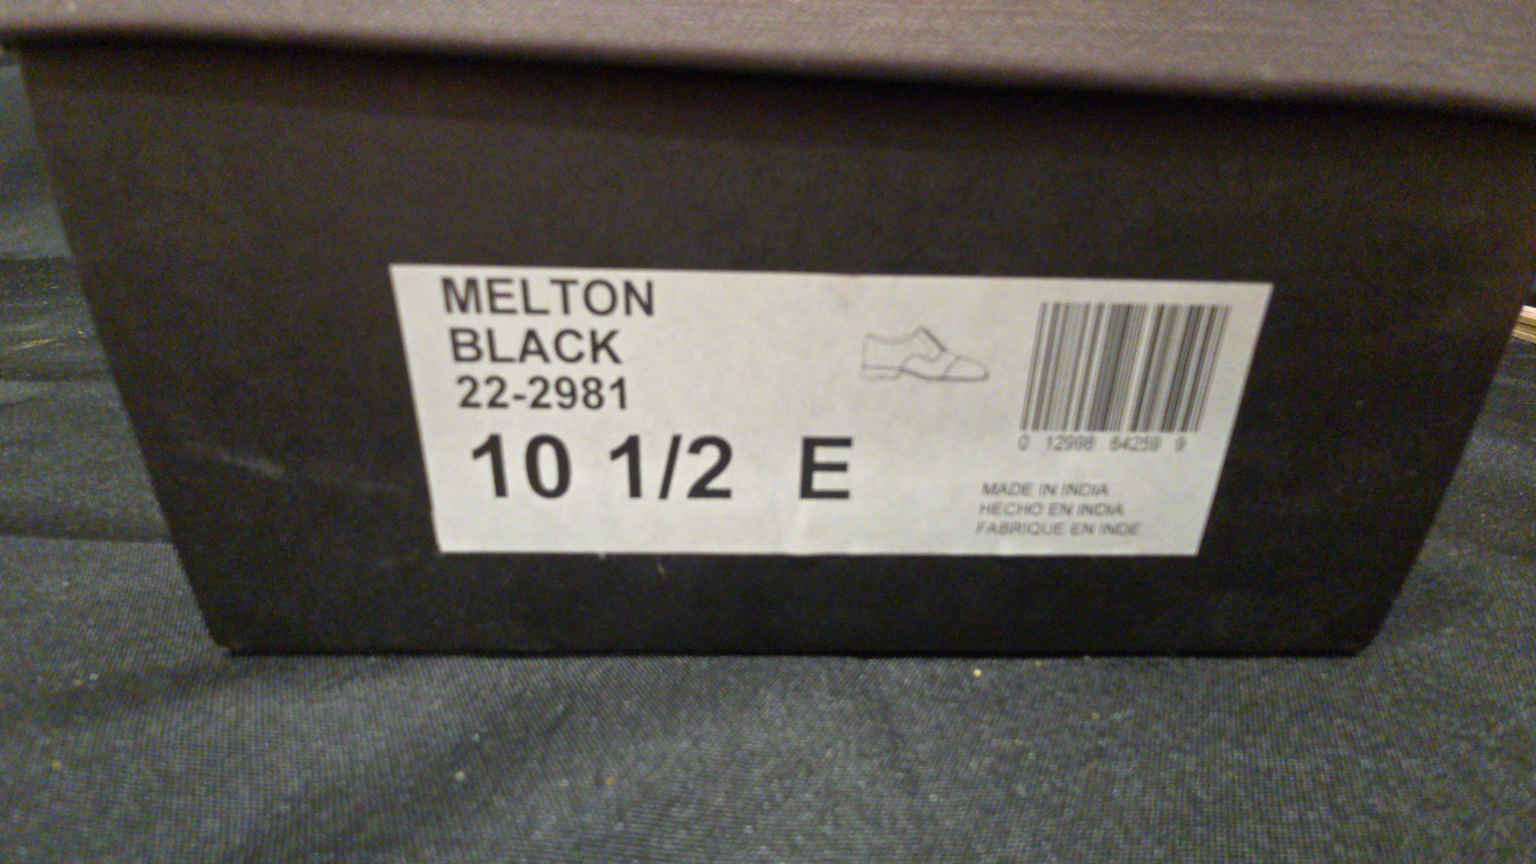 MELTON
BLACK
22-2981
10 1/2 E
0 12998 64259 9
MADE IN INDIA
HECHO EN INDIA
FABRIQUE EN INDE